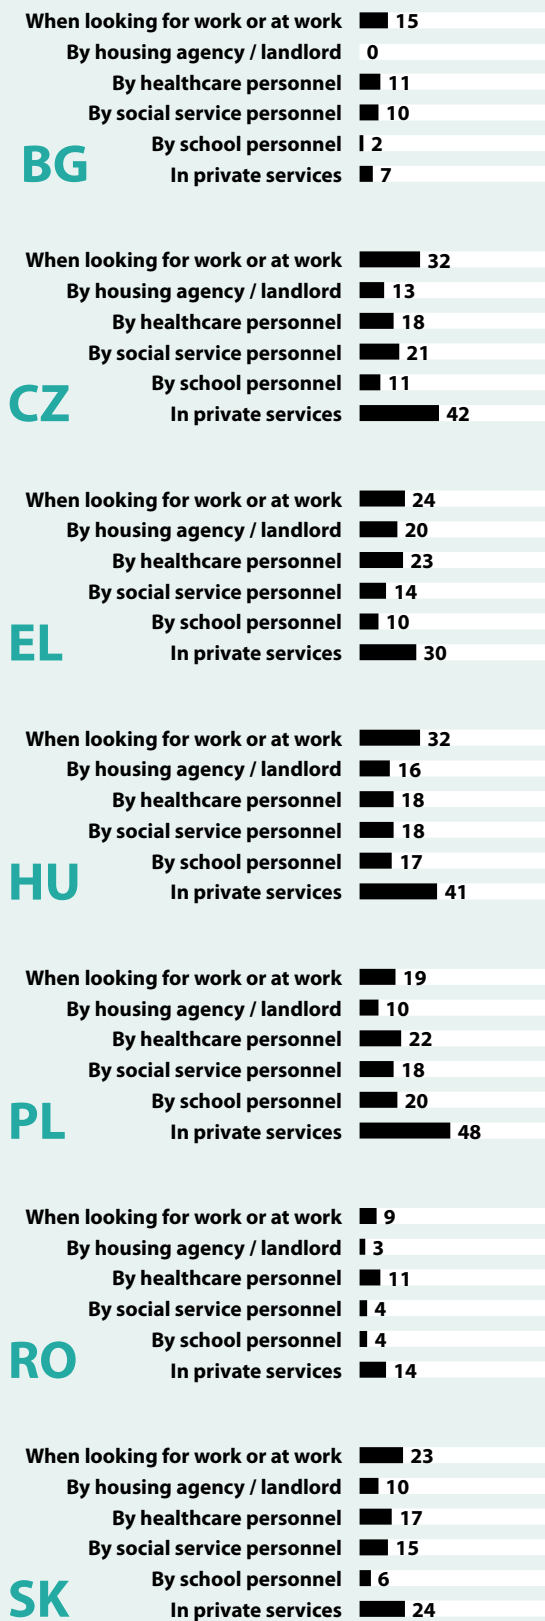 When looking for work or at work 15
By housing agency / landlord 0
By healthcare personnel 11
By social service personnel 10
By school personnel 2
BG
In private services 7
When looking for work or at work 32
By housing agency / landlord 13
By healthcare personnel 18
By social service personnel 21
By school personnel 11
CZ
In private services 42
When looking for work or at work 24
By housing agency / landlord 20
By healthcare personnel 23
By social service personnel 14
By school personnel 10
EL
In private services 30
When looking for work or at work 32
By housing agency / landlord 16
By healthcare personnel 18
By social service personnel 18
By school personnel 17
HU
In private services 41
When looking for work or at work 19
By housing agency / landlord 10
By healthcare personnel 22
By social service personnel 18
By school personnel 20
PL
In private services 48
When looking for work or at work 9
By housing agency / landlord 3
By healthcare personnel 11
By social service personnel 4
By school personnel 4
RO
In private services 14
When looking for work or at work 23
By housing agency / landlord 10
By healthcare personnel 17
By social service personnel 15
By school personnel 6
SK
In private services 24